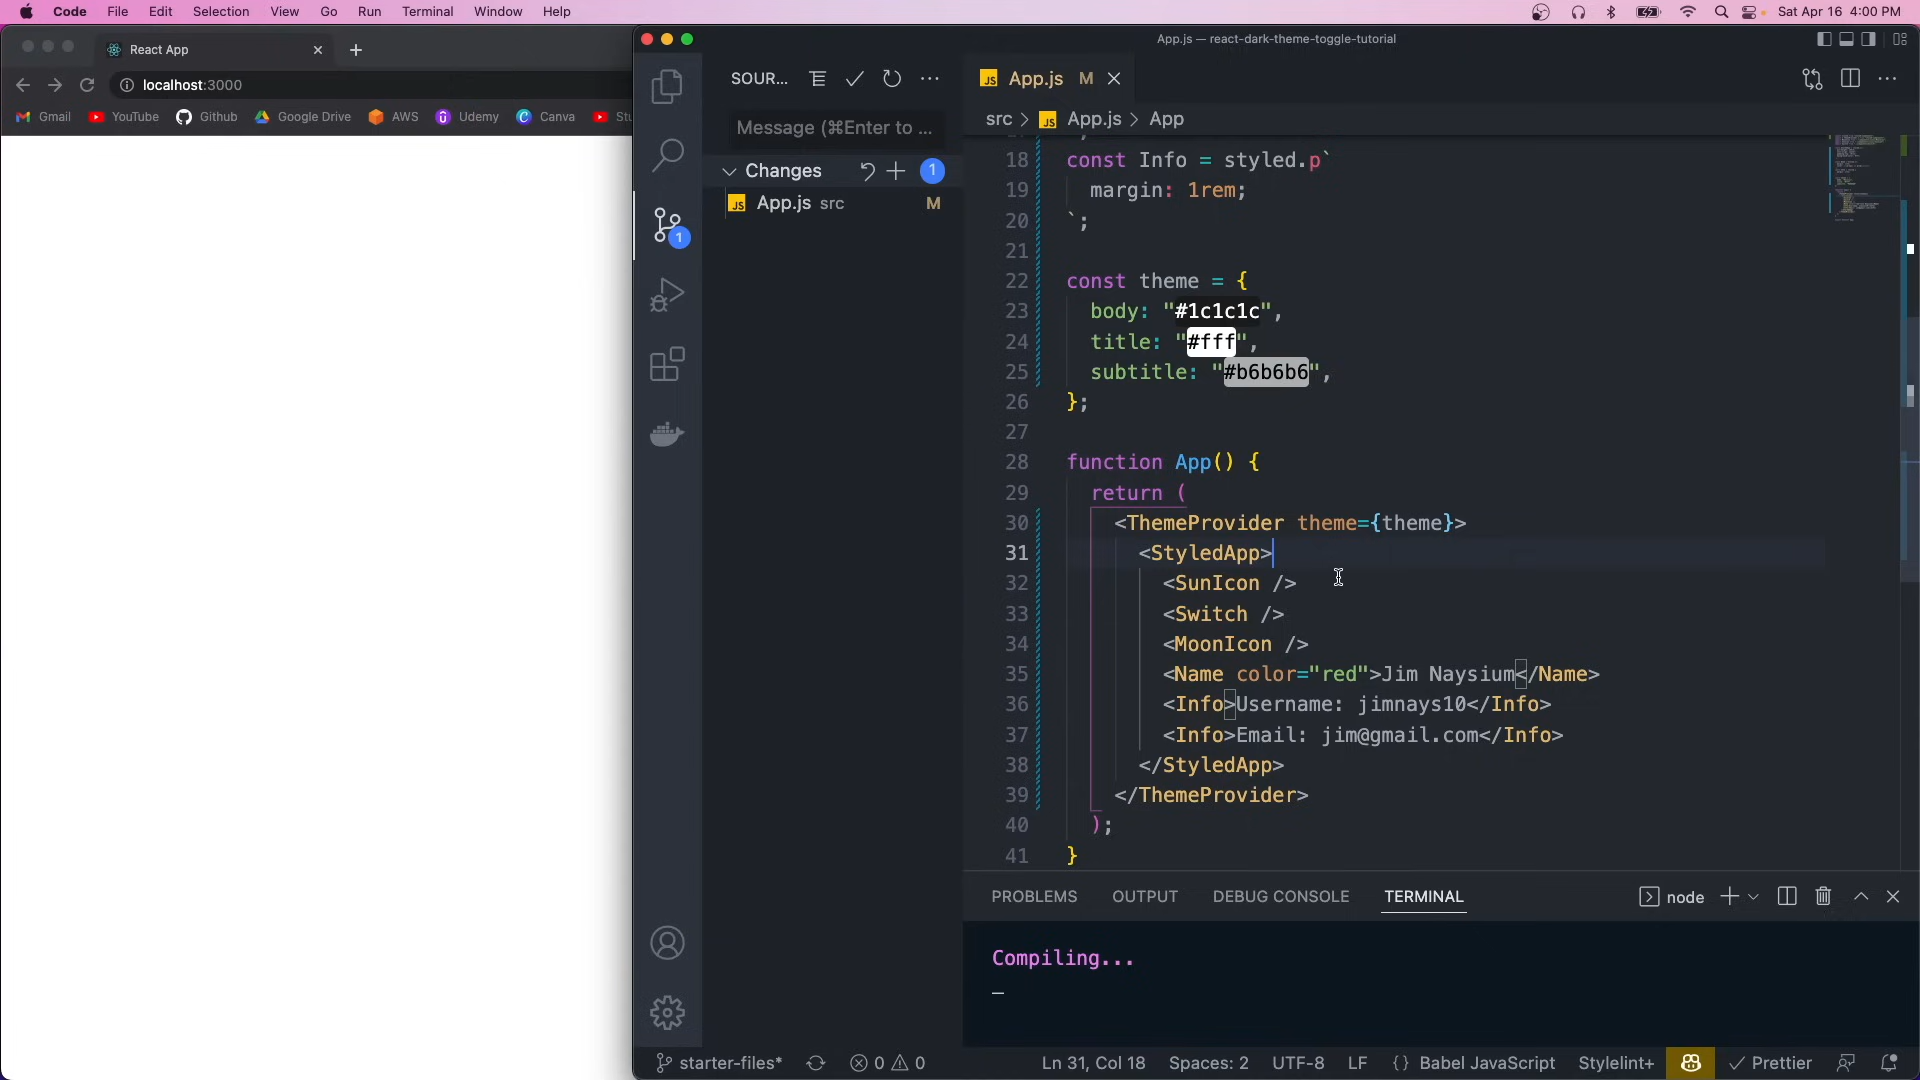 Code File Edit Selection View Go Run Terminal Window Help Sat Apr 16 4:00 PM
React App
App.js — react-dark-theme-toggle-tutorial
localhost:3000
Gmail YouTube Github Google Drive AWS Udemy Canva
SOUR...
JS App.js M
src > JS App.js > App
Message (⌘Enter to ...
Changes 1
JS App.js src M
1
18 const Info = styled.p`
19 margin: 1rem;
20 `;
21
22 const theme = {
23 body: "#1c1c1c",
24 title: "#fff",
25 subtitle: "#b6b6b6",
26 };
27
28 function App() {
29 return (
30 <ThemeProvider theme={theme}>
31 <StyledApp>
32 <SunIcon />
33 <Switch />
34 <MoonIcon />
35 <Name color="red">Jim Naysium</Name>
36 <Info>Username: jimnays10</Info>
37 <Info>Email: jim@gmail.com</Info>
38 </StyledApp>
39 </ThemeProvider>
40 );
41 }
PROBLEMS OUTPUT DEBUG CONSOLE TERMINAL node
Compiling...
starter-files* 0 0 Ln 31, Col 18 Spaces: 2 UTF-8 LF {} Babel JavaScript Stylelint+ Prettier